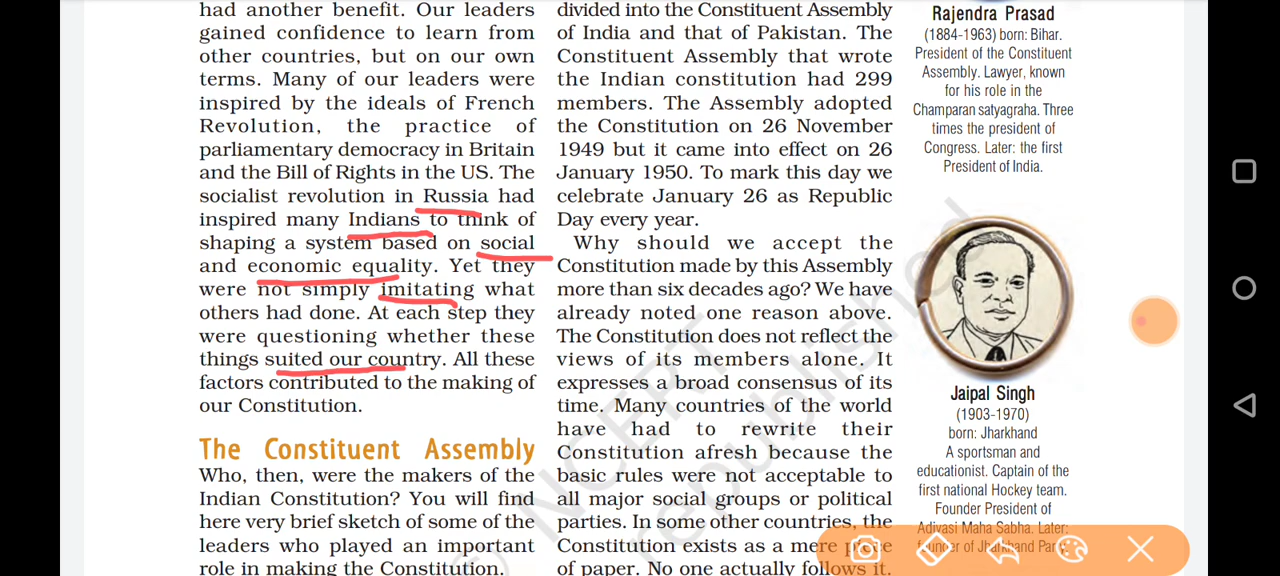 had another benefit. Our leaders
gained confidence to learn from
other countries, but on our own
terms. Many of our leaders were
inspired by the ideals of French
Revolution, the practice of
parliamentary democracy in Britain
and the Bill of Rights in the US. The
socialist revolution in Russia had
inspired many Indians to think of
shaping a system based on social
and economic equality. Yet they
were not simply imitating what
others had done. At each step they
were questioning whether these
things suited our country. All these
factors contributed to the making of
our Constitution.
The Constituent Assembly
Who, then, were the makers of the
Indian Constitution? You will find
here very brief sketch of some of the
leaders who played an important
role in making the Constitution.
divided into the Constituent Assembly
of India and that of Pakistan. The
Constituent Assembly that wrote
the Indian constitution had 299
members. The Assembly adopted
the Constitution on 26 November
1949 but it came into effect on 26
January 1950. To mark this day we
celebrate January 26 as Republic
Day every year.
Why should we accept the
Constitution made by this Assembly
more than six decades ago? We have
already noted one reason above.
The Constitution does not reflect the
views of its members alone. It
expresses a broad consensus of its
time. Many countries of the world
have had to rewrite their
Constitution afresh because the
basic rules were not acceptable to
all major social groups or political
parties. In some other countries, the
Constitution exists as a mere piece
of paper. No one actually follows it.
Rajendra Prasad
(1884-1963) born: Bihar.
President of the Constituent
Assembly. Lawyer, known
for his role in the
Champaran satyagraha. Three
times the president of
Congress. Later: the first
President of India.
Jaipal Singh
(1903-1970)
born: Jharkhand
A sportsman and
educationist. Captain of the
first national Hockey team.
Founder President of
Adivasi Maha Sabha. Later:
founder of Jharkhand Party.
© NCERT
republished